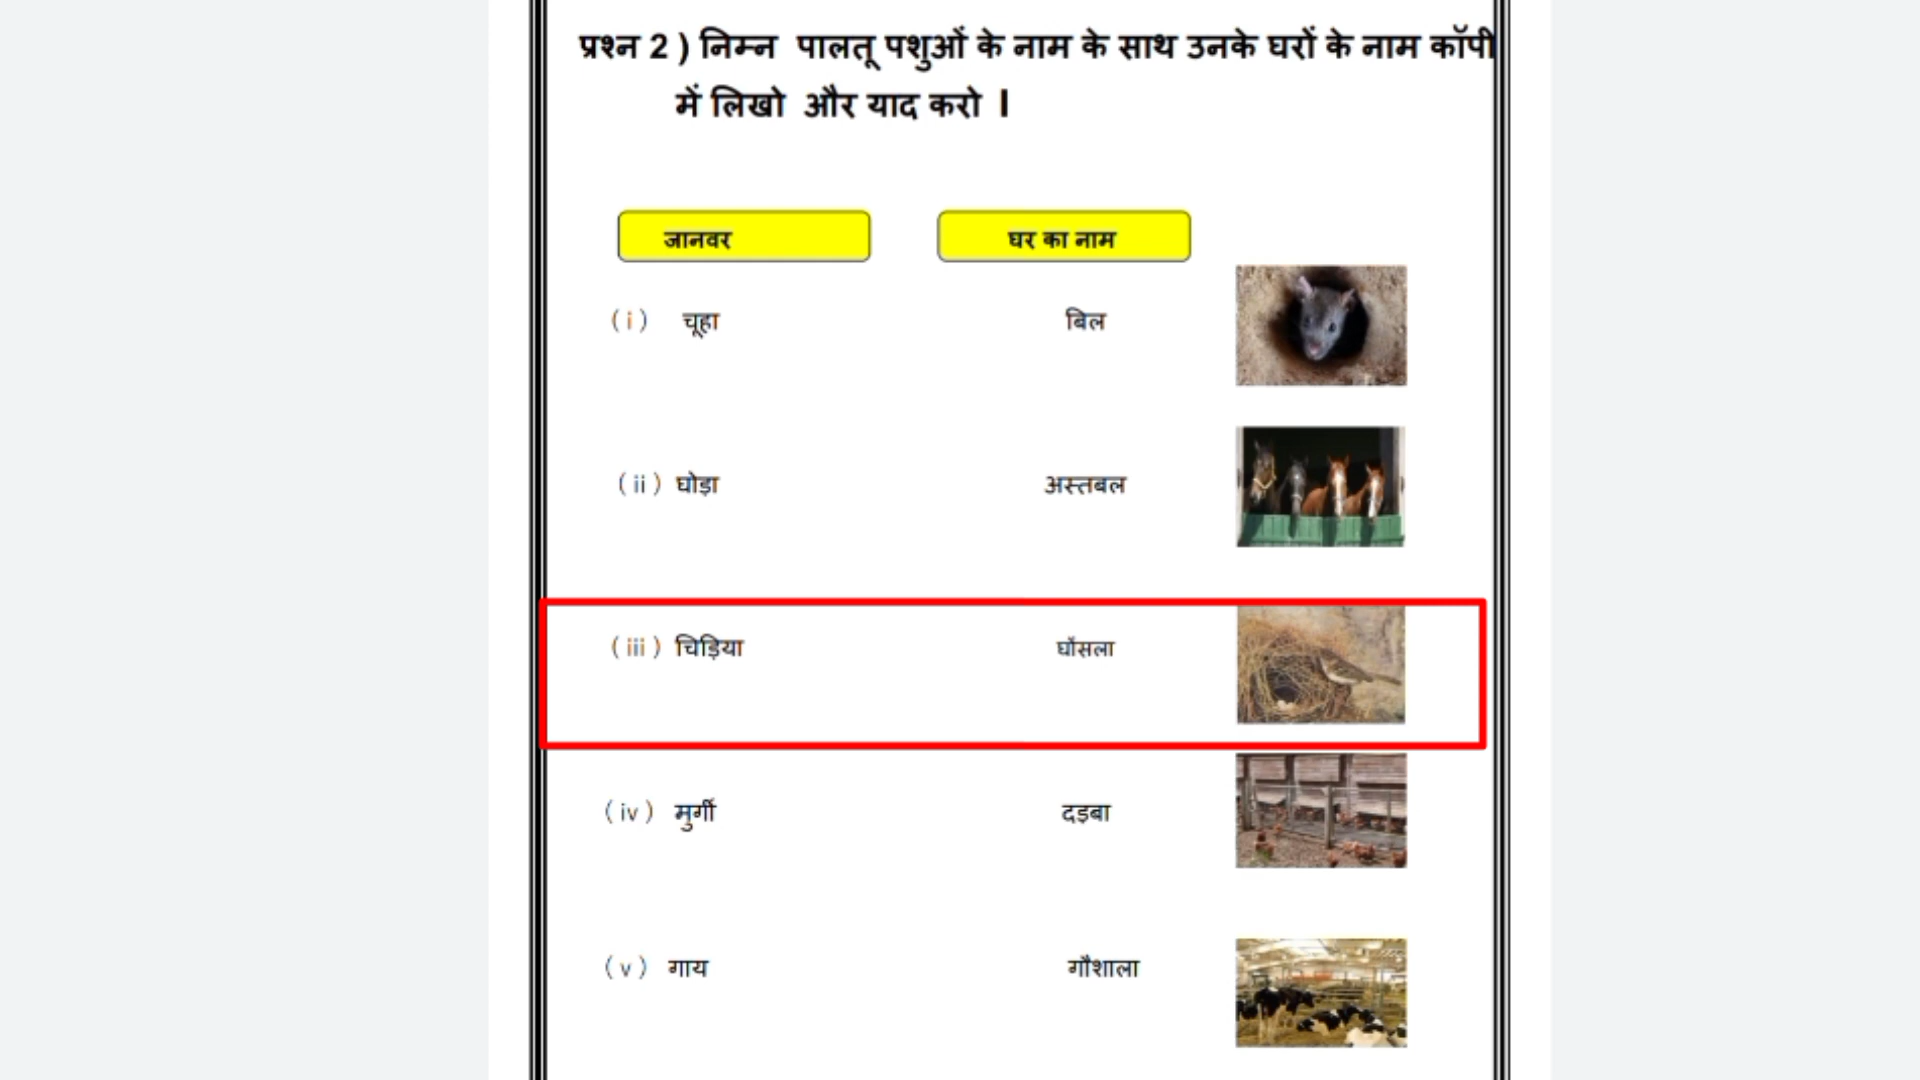 प्रश्न 2 ) निम्न पालतू पशुओं के नाम के साथ उनके घरों के नाम कॉपी
में लिखो और याद करो ।
जानवर घर का नाम
( i ) चूहा बिल
( ii ) घोड़ा अस्तबल
( iii ) चिड़िया घोंसला
( iv ) मुर्गी दड़बा
( v ) गाय गौशाला